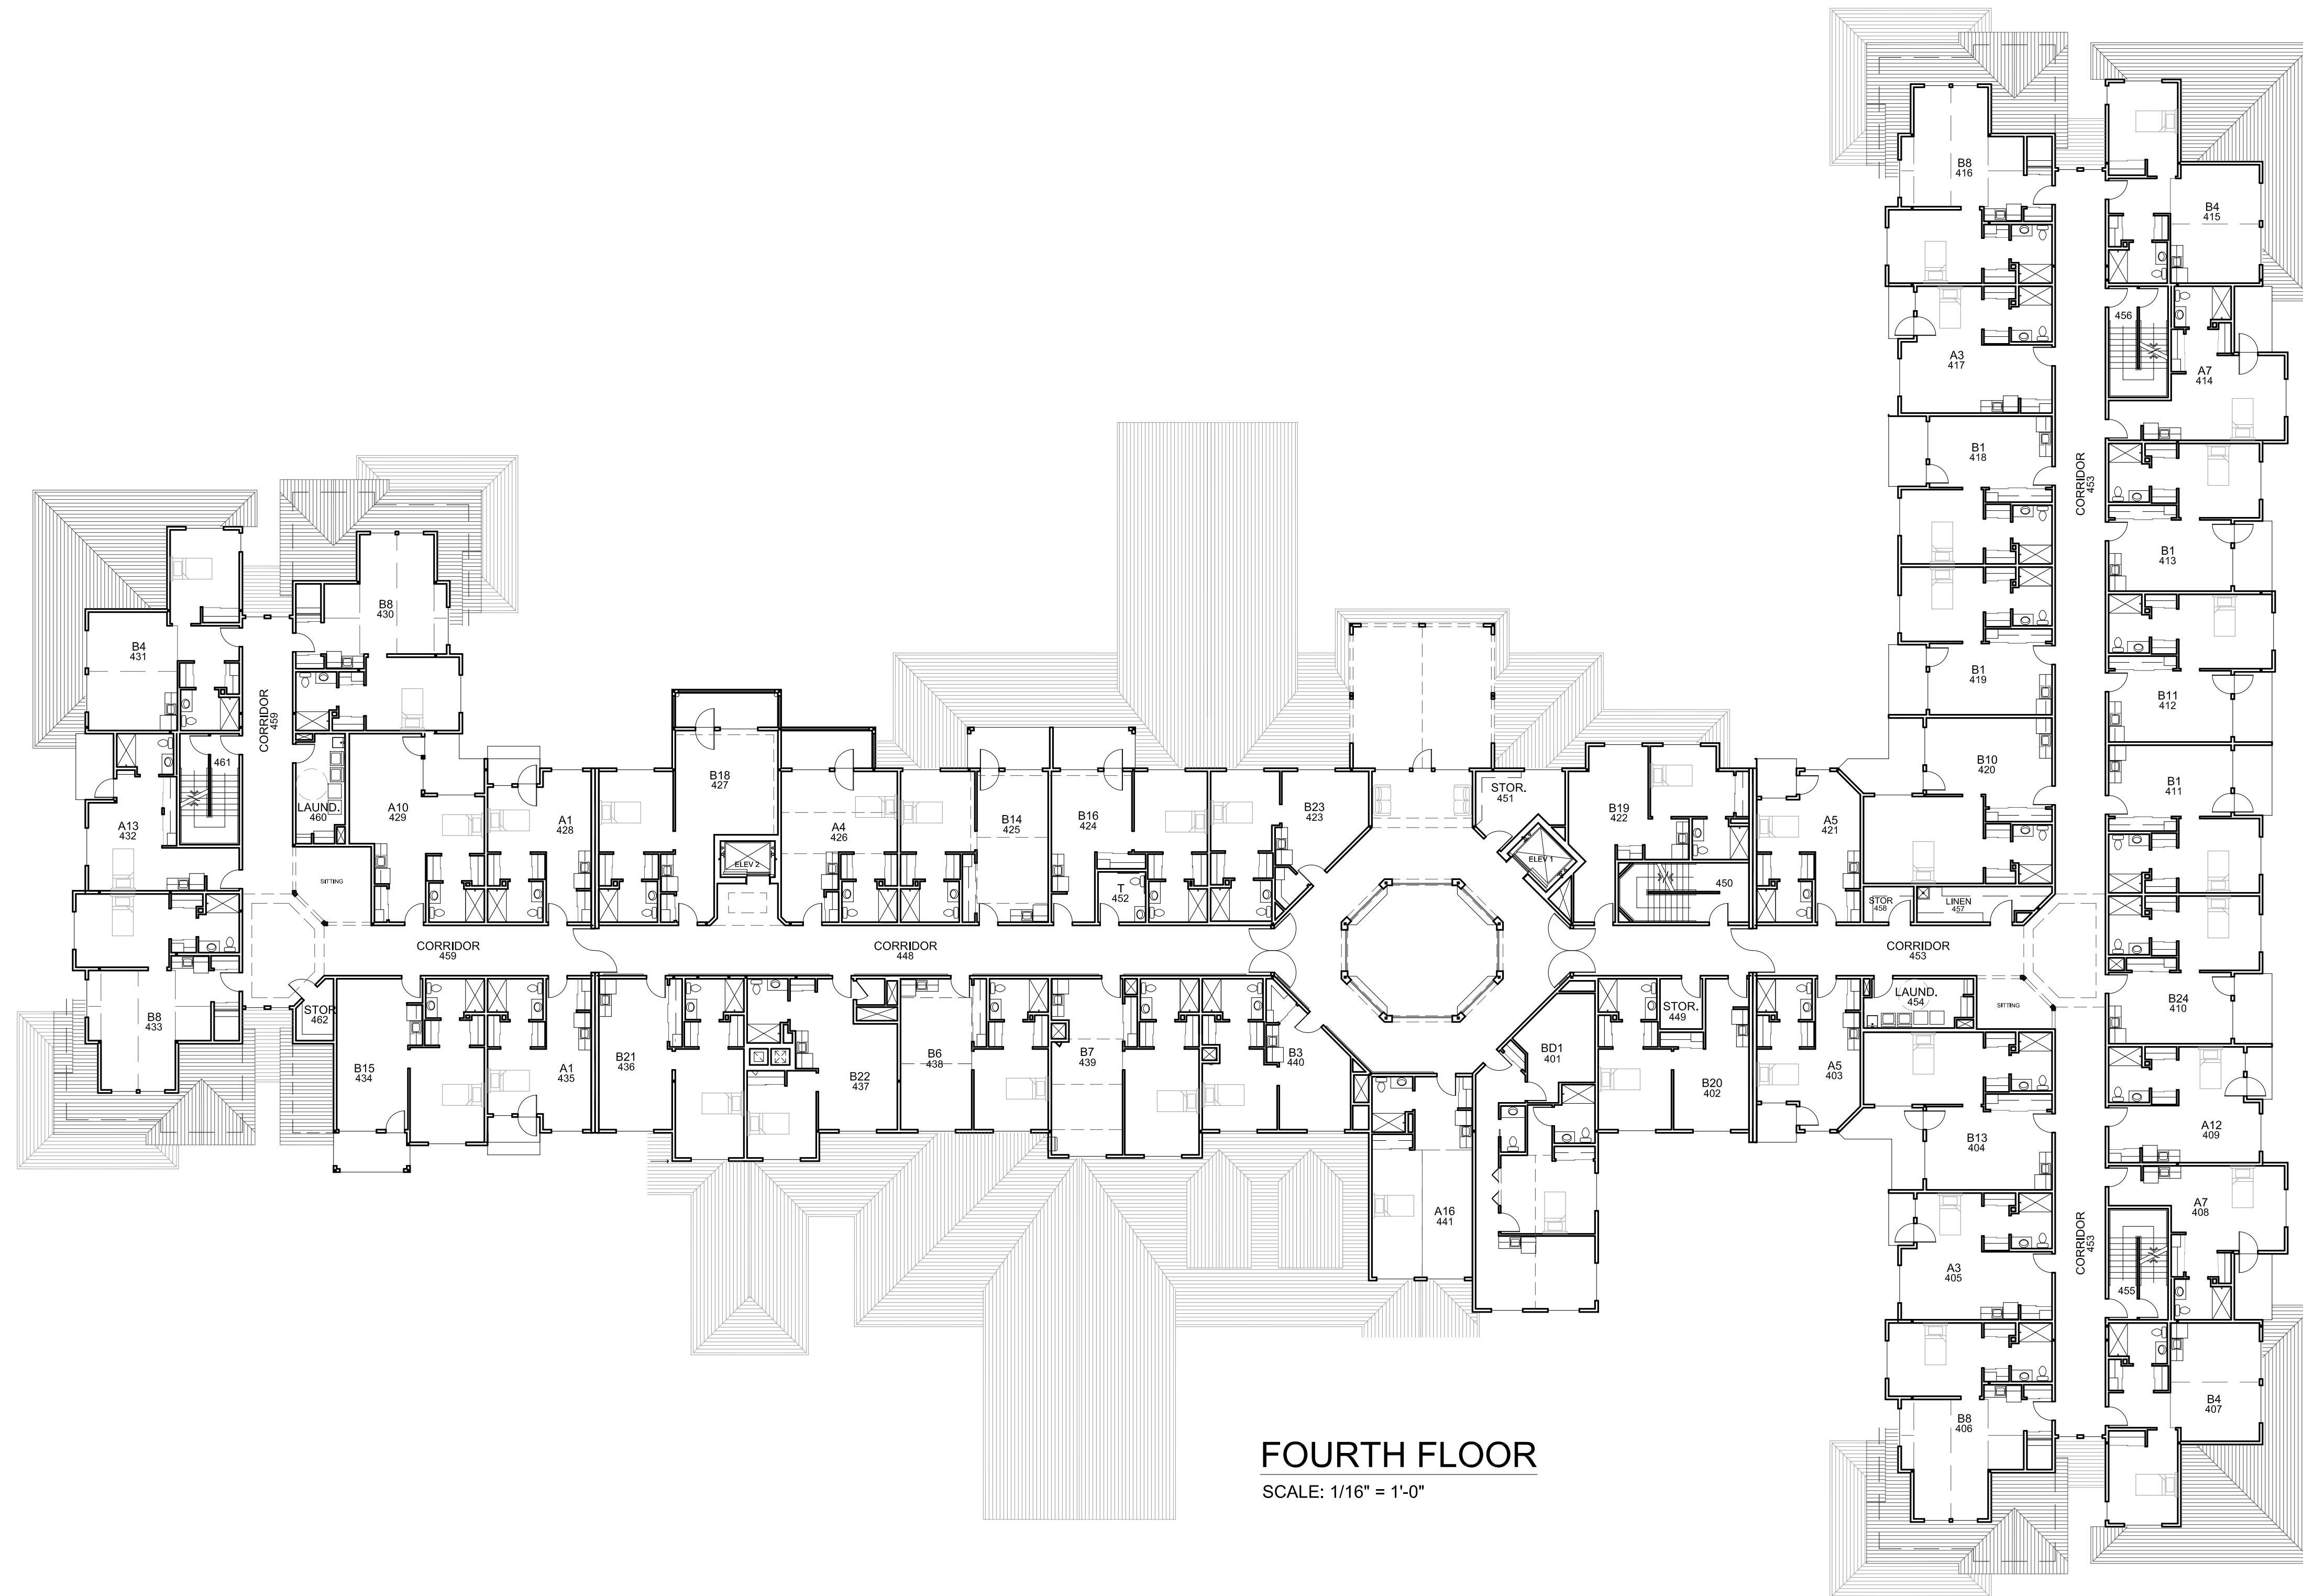 B8
416
B4
415
456
A3
417
A7
414
B1
418
CORRIDOR
453
B1
413
B8
430
B4
431
B1
419
B11
412
CORRIDOR
459
461
B18
427
B10
420
B1
411
LAUND.
460
A10
429
A13
432
A1
428
A4
426
B14
425
B16
424
B23
423
STOR.
451
B19
422
A5
421
ELEV 2
ELEV 1
SITTING
T
452
450
STOR
458
LINEN
457
CORRIDOR
459
CORRIDOR
448
CORRIDOR
453
STOR
462
B8
433
B15
434
A1
435
B21
436
B22
437
B6
438
B7
439
B3
440
BD1
401
STOR.
449
B20
402
A5
403
LAUND.
454
SITTING
B24
410
B13
404
A12
409
A16
441
A7
408
CORRIDOR
453
A3
405
455
B8
406
B4
407
FOURTH FLOOR
SCALE: 1/16" = 1'-0"